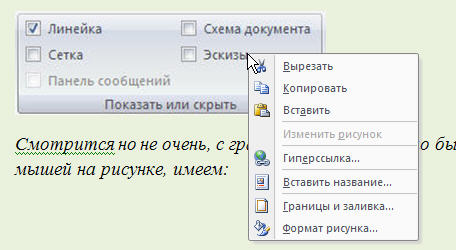 Линейка Схема документа
Сетка Эскизы
Панель сообщений
Показать или скрыть
Вырезать
Копировать
Вставить
Изменить рисунок
Гиперссылка...
Вставить название...
Границы и заливка...
Формат рисунка...
Смотрится но не очень, с
мышей на рисунке, имеем: